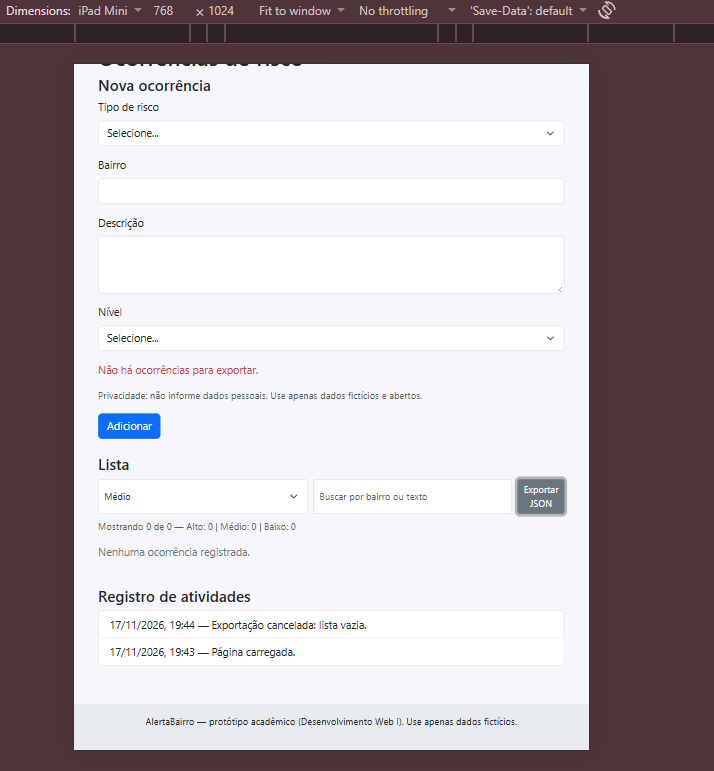 Dimensions: iPad Mini 768 × 1024 Fit to window No throttling 'Save-Data': default
Ocorrências de risco
Nova ocorrência
Tipo de risco
Selecione...
Bairro
Descrição
Nível
Selecione...
Não há ocorrências para exportar.
Privacidade: não informe dados pessoais. Use apenas dados fictícios e abertos.
Adicionar
Lista
Médio Buscar por bairro ou texto Exportar
JSON
Mostrando 0 de 0 — Alto: 0 | Médio: 0 | Baixo: 0
Nenhuma ocorrência registrada.
Registro de atividades
17/11/2026, 19:44 — Exportação cancelada: lista vazia.
17/11/2026, 19:43 — Página carregada.
AlertaBairro — protótipo acadêmico (Desenvolvimento Web I). Use apenas dados fictícios.